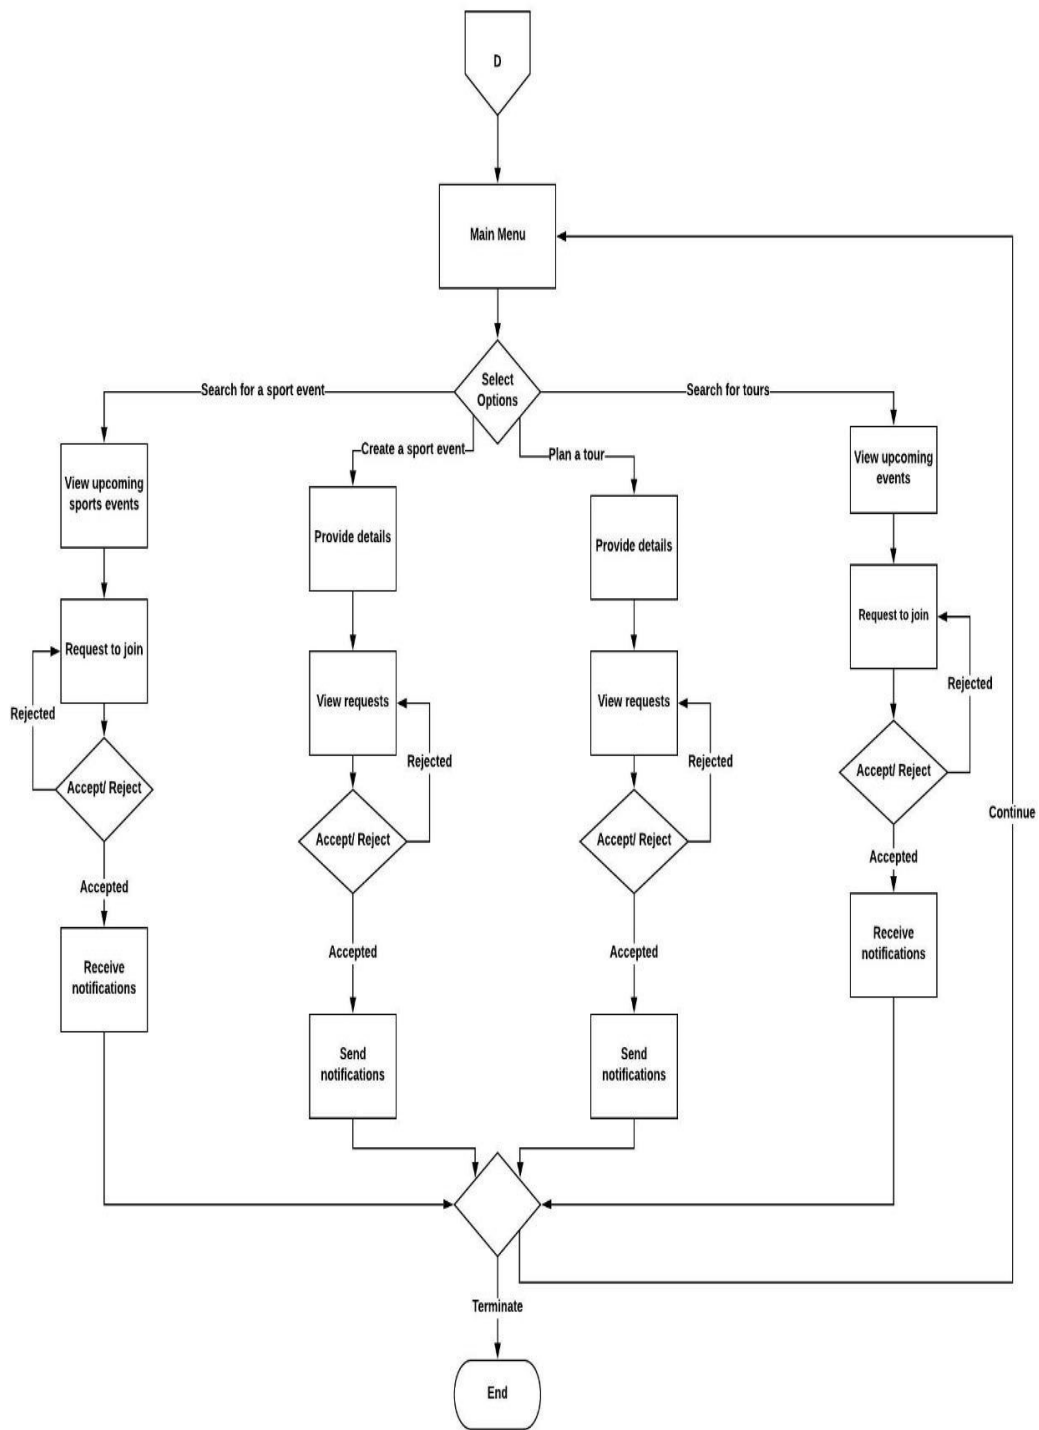 D
Main Menu
Select
Options
Search for a sport event
Search for tours
Create a sport event
Plan a tour
View upcoming
sports events
Provide details
Provide details
View upcoming
events
Request to join
View requests
View requests
Request to join
Rejected
Rejected
Rejected
Rejected
Accept/ Reject
Accept/ Reject
Accept/ Reject
Accept/ Reject
Continue
Accepted
Accepted
Accepted
Accepted
Receive
notifications
Send
notifications
Send
notifications
Receive
notifications
Terminate
End